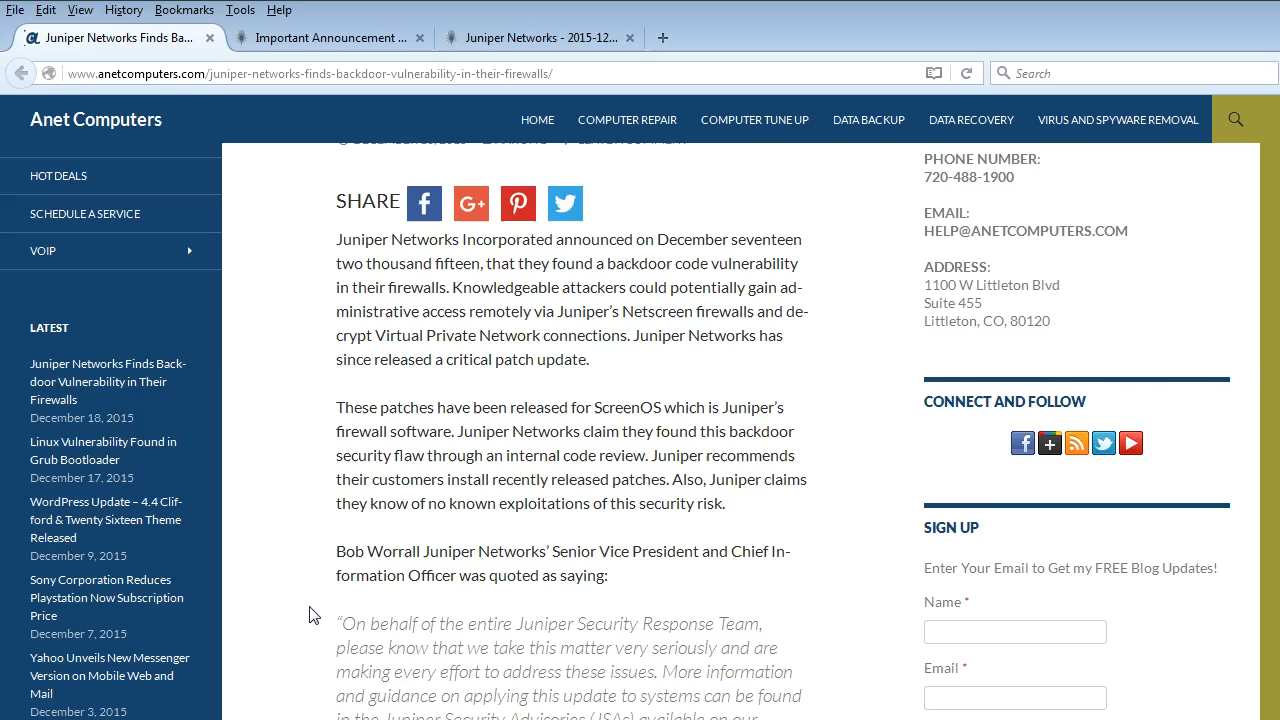 File Edit View History Bookmarks Tools Help
Juniper Networks Finds Ba...
Important Announcement ...
Juniper Networks - 2015-12...
www.anetcomputers.com/juniper-networks-finds-backdoor-vulnerability-in-their-firewalls/
Search
Anet Computers
HOME COMPUTER REPAIR COMPUTER TUNE UP DATA BACKUP DATA RECOVERY VIRUS AND SPYWARE REMOVAL
HOT DEALS
SCHEDULE A SERVICE
VOIP
LATEST
Juniper Networks Finds Back-
door Vulnerability in Their
Firewalls
December 18, 2015
Linux Vulnerability Found in
Grub Bootloader
December 17, 2015
WordPress Update – 4.4 Clif-
ford & Twenty Sixteen Theme
Released
December 9, 2015
Sony Corporation Reduces
Playstation Now Subscription
Price
December 7, 2015
Yahoo Unveils New Messenger
Version on Mobile Web and
Mail
December 3, 2015
SHARE
Juniper Networks Incorporated announced on December seventeen
two thousand fifteen, that they found a backdoor code vulnerability
in their firewalls. Knowledgeable attackers could potentially gain ad-
ministrative access remotely via Juniper’s Netscreen firewalls and de-
crypt Virtual Private Network connections. Juniper Networks has
since released a critical patch update.
These patches have been released for ScreenOS which is Juniper’s
firewall software. Juniper Networks claim they found this backdoor
security flaw through an internal code review. Juniper recommends
their customers install recently released patches. Also, Juniper claims
they know of no known exploitations of this security risk.
Bob Worrall Juniper Networks’ Senior Vice President and Chief In-
formation Officer was quoted as saying:
“On behalf of the entire Juniper Security Response Team,
please know that we take this matter very seriously and are
making every effort to address these issues. More information
and guidance on applying this update to systems can be found
in the Juniper Security Advisories (JSAs) available on our
PHONE NUMBER:
720-488-1900
EMAIL:
HELP@ANETCOMPUTERS.COM
ADDRESS:
1100 W Littleton Blvd
Suite 455
Littleton, CO, 80120
CONNECT AND FOLLOW
SIGN UP
Enter Your Email to Get my FREE Blog Updates!
Name *
Email *